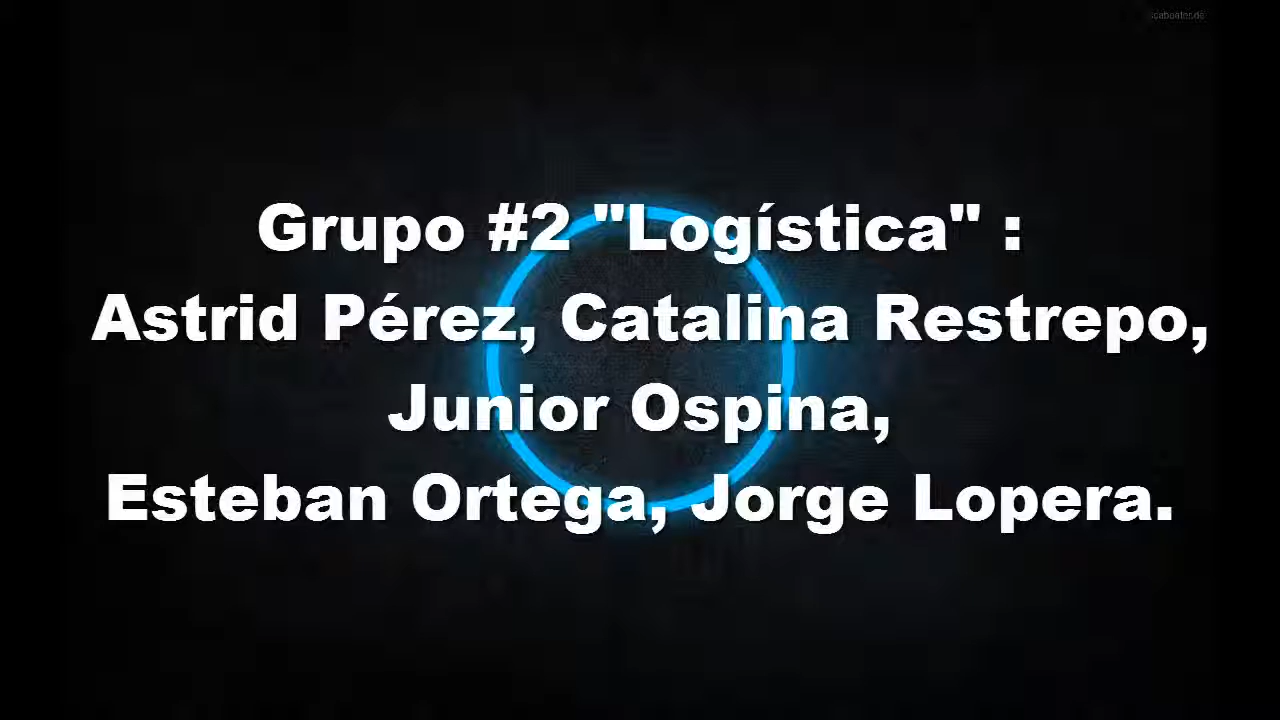 Grupo #2 "Logística" :
Astrid Pérez, Catalina Restrepo,
Junior Ospina,
Esteban Ortega, Jorge Lopera.